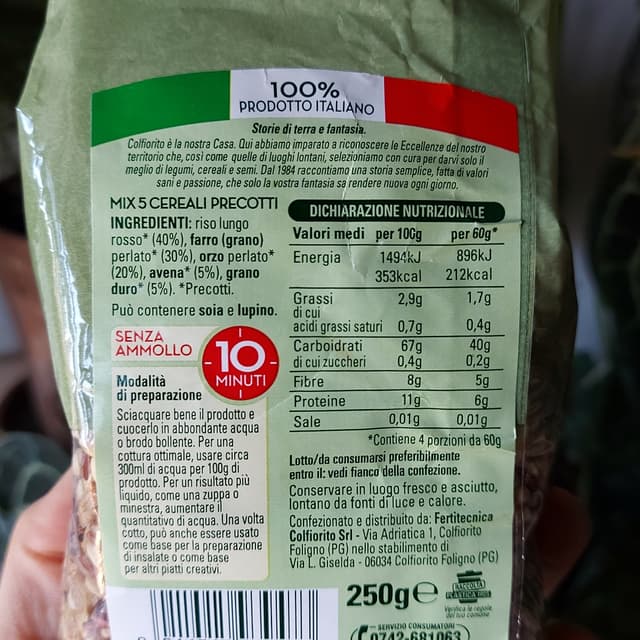 100%
PRODOTTO ITALIANO
Storie di terra e fantasia.
Colfiorito è la nostra Casa. Qui abbiamo imparato a riconoscere le Eccellenze del nostro
territorio che, così come quelle di luoghi lontani, selezioniamo con cura per darvi solo il
meglio di legumi, cereali e semi. Dal 1984 raccontiamo una storia semplice, fatta di valori
sani e passione, che solo la vostra fantasia sa rendere nuova ogni giorno.
MIX 5 CEREALI PRECOTTI
INGREDIENTI: riso lungo
rosso* (40%), farro (grano)
perlato* (30%), orzo perlato*
(20%), avena* (5%), grano
duro* (5%). *Precotti.
Può contenere soia e lupino.
SENZA
AMMOLLO
10
MINUTI
Modalità
di preparazione
Sciacquare bene il prodotto e
cuocerlo in abbondante acqua
o brodo bollente. Per una
cottura ottimale, usare circa
300ml di acqua per 100g di
prodotto. Per un risultato più
liquido, come una zuppa o
minestra, aumentare il
quantitativo di acqua. Una volta
cotto, può anche essere usato
come base per la preparazione
di insalate o come base
per altri piatti creativi.
DICHIARAZIONE NUTRIZIONALE
Valori medi per 100g per 60g*
Energia 1494kJ 896kJ
353kcal 212kcal
Grassi 2,9g 1,7g
di cui
acidi grassi saturi 0,7g 0,4g
Carboidrati 67g 40g
di cui zuccheri 0,4g 0,2g
Fibre 8g 5g
Proteine 11g 6g
Sale 0,01g 0,01g
*Contiene 4 porzioni da 60g
Lotto/da consumarsi preferibilmente
entro il: vedi fianco della confezione.
Conservare in luogo fresco e asciutto,
lontano da fonti di luce e calore.
Confezionato e distribuito da: Fertitecnica
Colfiorito Srl - Via Adriatica 1, Colfiorito
Foligno (PG) nello stabilimento di
Via L. Giselda - 06034 Colfiorito Foligno (PG)
250g e
RACCOLTA
PLASTICA
Verifica le regole
del tuo comune
SERVIZIO CONSUMATORI
0742-681063